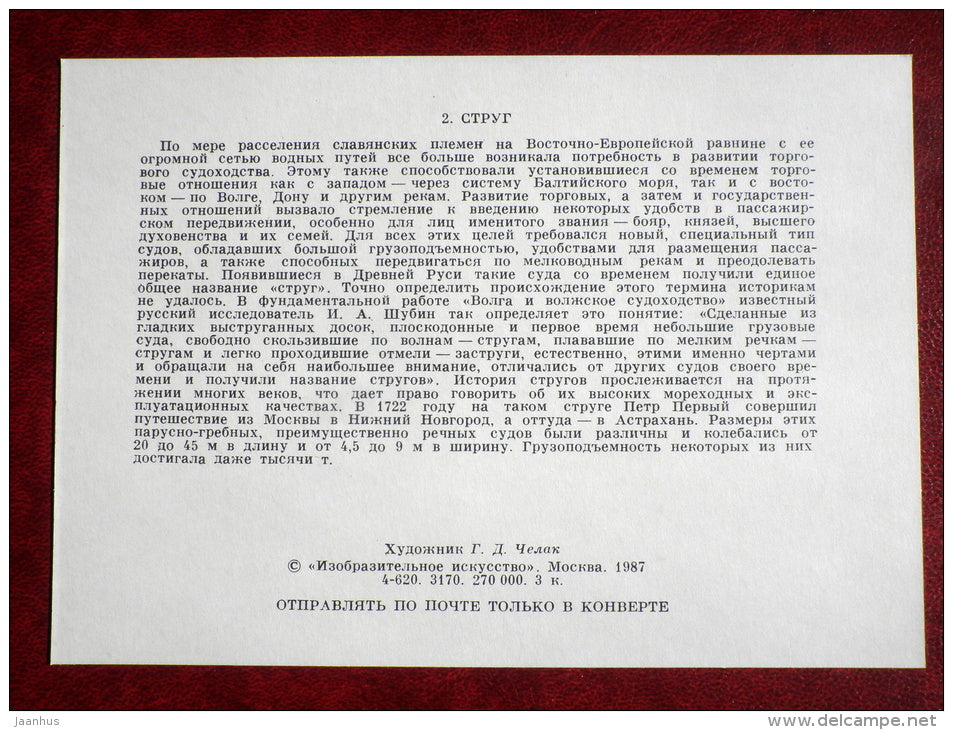 2. СТРУГ
По мере расселения славянских племен на Восточно-Европейской равнине с ее
огромной сетью водных путей все больше возникала потребность в развитии торго-
вого судоходства. Этому также способствовали установившиеся со временем торго-
вые отношения как с западом — через систему Балтийского моря, так и с восто-
ком — по Волге, Дону и другим рекам. Развитие торговых, а затем и государствен-
ных отношений вызвало стремление к введению некоторых удобств в пассажир-
ском передвижении, особенно для лиц именитого звания — бояр, князей, высшего
духовенства и их семей. Для всех этих целей требовался новый, специальный тип
судов, обладавших большой грузоподъемностью, удобствами для размещения пасса-
жиров, а также способных передвигаться по мелководным рекам и преодолевать
перекаты. Появившиеся в Древней Руси такие суда со временем получили единое
общее название «струг». Точно определить происхождение этого термина историкам
не удалось. В фундаментальной работе «Волга и волжское судоходство» известный
русский исследователь И. А. Шубин так определяет это понятие: «Сделанные из
гладких выструганных досок, плоскодонные и первое время небольшие грузовые
суда, свободно скользившие по волнам — стругам, плававшие по мелким речкам —
стругам и легко проходившие отмели — заструги, естественно, этими именно чертами
и обращали на себя наибольшее внимание, отличались от других судов своего вре-
мени и получили название стругов». История стругов прослеживается на протя-
жении многих веков, что дает право говорить об их высоких мореходных и экс-
плуатационных качествах. В 1722 году на таком струге Петр Первый совершил
путешествие из Москвы в Нижний Новгород, а оттуда — в Астрахань. Размеры этих
парусно-гребных, преимущественно речных судов были различны и колебались от
20 до 45 м в длину и от 4,5 до 9 м в ширину. Грузоподъемность некоторых из них
достигала даже тысячи т.
Художник Г. Д. Челак
© «Изобразительное искусство». Москва. 1987
4-620. 3170. 270 000. 3 к.
ОТПРАВЛЯТЬ ПО ПОЧТЕ ТОЛЬКО В КОНВЕРТЕ
jaanhus
www.delcampe.net